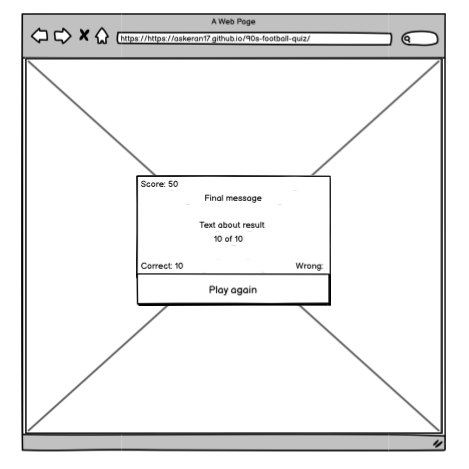 A Web Page
https://https://askeran17.github.io/90s-football-quiz/
Score: 50
Final message
Text about result
10 of 10
Correct: 10 Wrong:
Play again